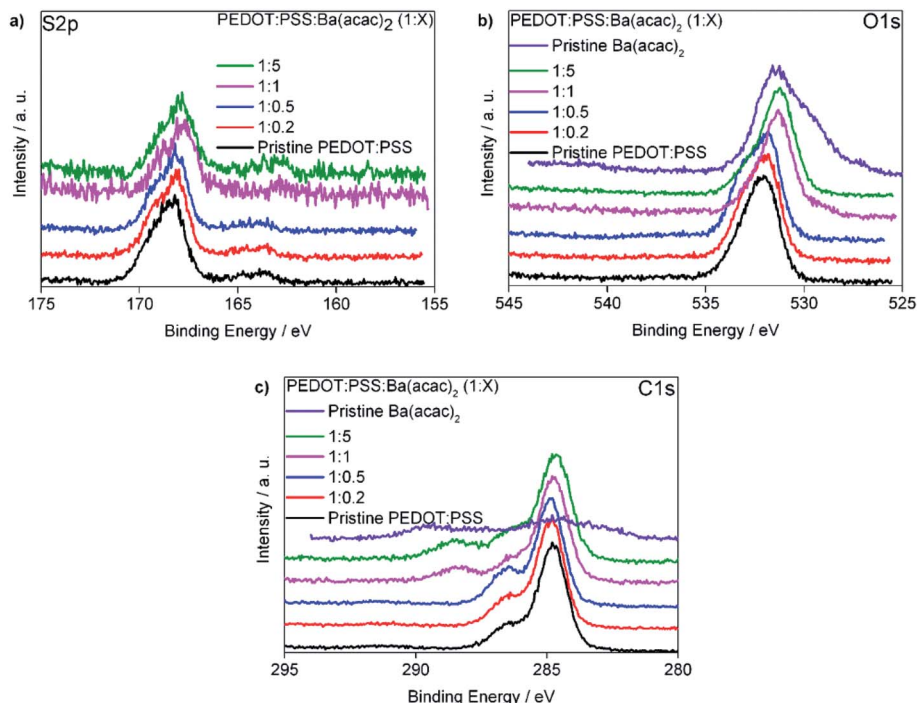 a)
S2p
PEDOT:PSS:Ba(acac)2 (1:X)
1:5
1:1
1:0.5
1:0.2
Pristine PEDOT:PSS
Intensity / a. u.
175 170 165 160 155
Binding Energy / eV
b)
PEDOT:PSS:Ba(acac)2 (1:X)
O1s
Pristine Ba(acac)2
1:5
1:1
1:0.5
1:0.2
Pristine PEDOT:PSS
Intensity / a. u.
545 540 535 530 525
Binding Energy / eV
c)
PEDOT:PSS:Ba(acac)2 (1:X)
C1s
Pristine Ba(acac)2
1:5
1:1
1:0.5
1:0.2
Pristine PEDOT:PSS
Intensity / a. u.
295 290 285 280
Binding Energy / eV